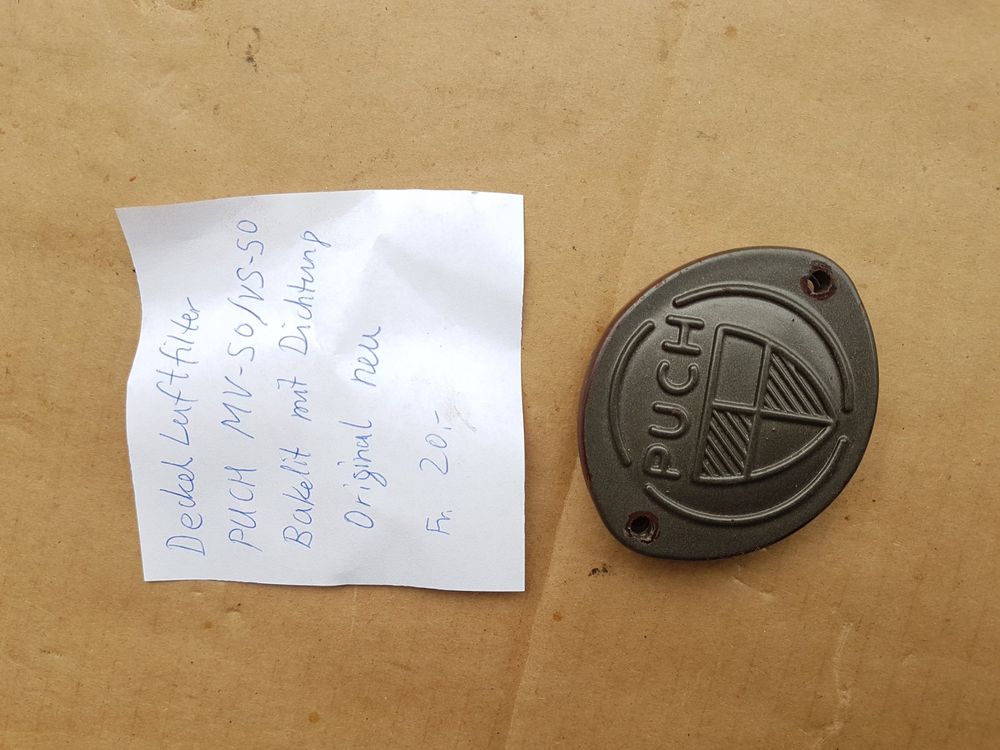 Deckel Luftfilter
PUCH MV-50/VS-50
Bakelit mit Dichtung
Original neu
Fr. 20,-
PUCH